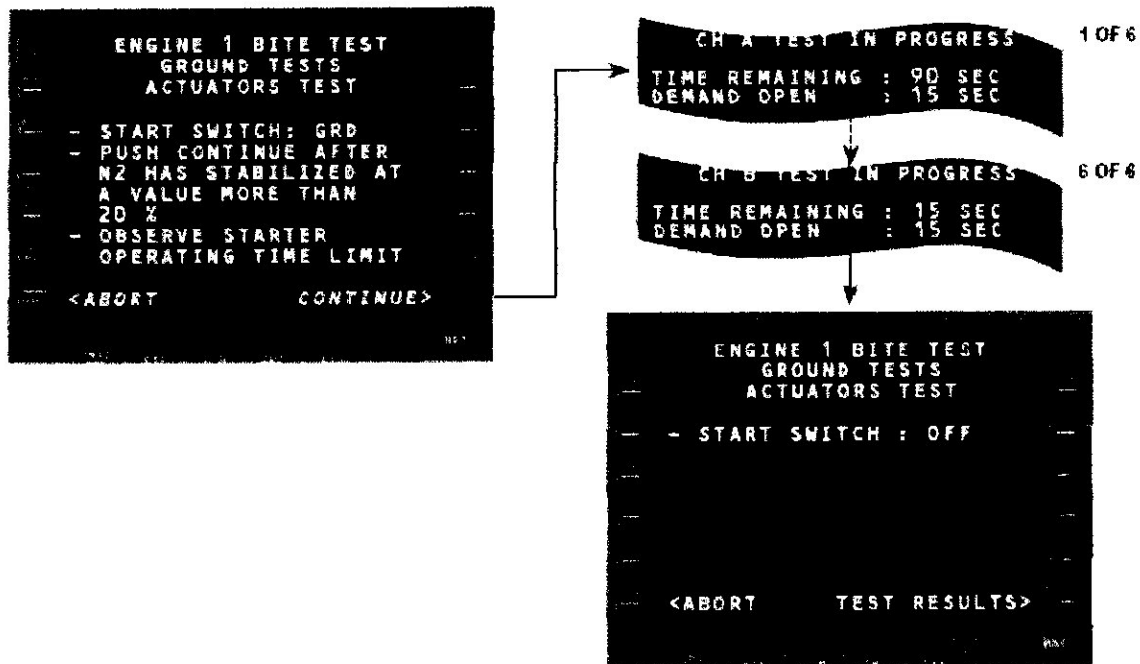 ENGINE 1 BITE TEST
GROUND TESTS
ACTUATORS TEST
- START SWITCH: GRD
- PUSH CONTINUE AFTER
N2 HAS STABILIZED AT
A VALUE MORE THAN
20 %
- OBSERVE STARTER
OPERATING TIME LIMIT
<ABORT CONTINUE>
CH A TEST IN PROGRESS
TIME REMAINING : 90 SEC
DEMAND OPEN : 15 SEC
1 OF 6
CH B TEST IN PROGRESS
TIME REMAINING : 15 SEC
DEMAND OPEN : 15 SEC
6 OF 6
ENGINE 1 BITE TEST
GROUND TESTS
ACTUATORS TEST
- START SWITCH : OFF
<ABORT TEST RESULTS>